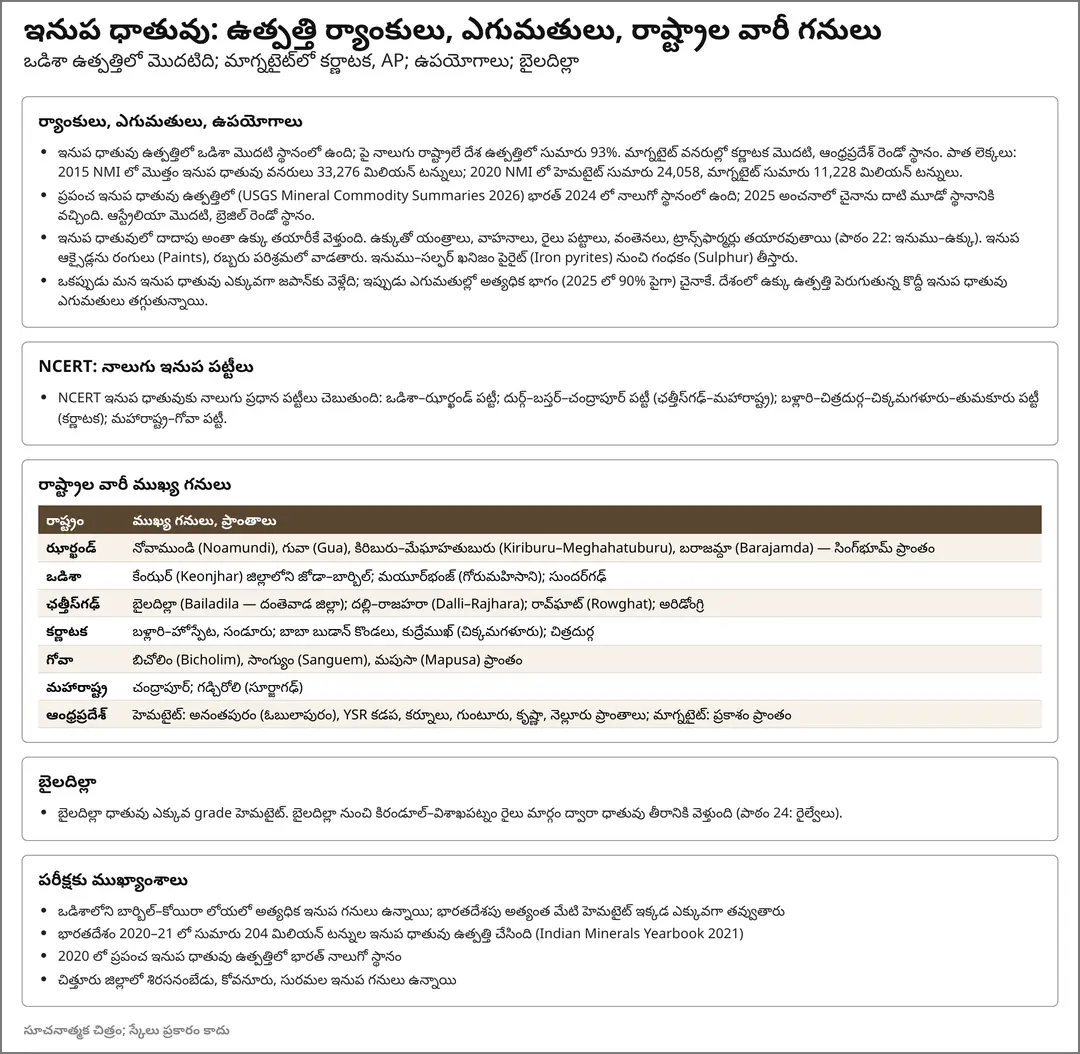 ఇనుప ధాతువు: ఉత్పత్తి ర్యాంకులు, ఎగుమతులు, రాష్ట్రాల వారీ గనులు
ఒడిశా ఉత్పత్తిలో మొదటిది; మాగ్నటైట్‌లో కర్ణాటక, AP; ఉపయోగాలు; బైలదిల్లా
ర్యాంకులు, ఎగుమతులు, ఉపయోగాలు
• ఇనుప ధాతువు ఉత్పత్తిలో ఒడిశా మొదటి స్థానంలో ఉంది; పై నాలుగు రాష్ట్రాలే దేశ ఉత్పత్తిలో సుమారు 93%. మాగ్నటైట్ వనరుల్లో కర్ణాటక మొదటి, ఆంధ్రప్రదేశ్ రెండో స్థానం. పాత లెక్కలు:
2015 NMI లో మొత్తం ఇనుప ధాతువు వనరులు 33,276 మిలియన్ టన్నులు; 2020 NMI లో హెమటైట్ సుమారు 24,058, మాగ్నటైట్ సుమారు 11,228 మిలియన్ టన్నులు.
• ప్రపంచ ఇనుప ధాతువు ఉత్పత్తిలో (USGS Mineral Commodity Summaries 2026) భారత్ 2024 లో నాలుగో స్థానంలో ఉంది; 2025 అంచనాలో చైనాను దాటి మూడో స్థానానికి
వచ్చింది. ఆస్ట్రేలియా మొదటి, బ్రెజిల్ రెండో స్థానం.
• ఇనుప ధాతువులో దాదాపు అంతా ఉక్కు తయారీకే వెళ్తుంది. ఉక్కుతో యంత్రాలు, వాహనాలు, రైలు పట్టాలు, వంతెనలు, ట్రాన్స్‌ఫార్మర్లు తయారవుతాయి (పాఠం 22: ఇనుము–ఉక్కు). ఇనుప
ఆక్సైడ్లను రంగులు (Paints), రబ్బరు పరిశ్రమలో వాడతారు. ఇనుము–సల్ఫర్ ఖనిజం పైరైట్ (Iron pyrites) నుంచి గంధకం (Sulphur) తీస్తారు.
• ఒకప్పుడు మన ఇనుప ధాతువు ఎక్కువగా జపాన్‌కు వెళ్లేది; ఇప్పుడు ఎగుమతుల్లో అత్యధిక భాగం (2025 లో 90% పైగా) చైనాకే. దేశంలో ఉక్కు ఉత్పత్తి పెరుగుతున్న కొద్దీ ఇనుప ధాతువు
ఎగుమతులు తగ్గుతున్నాయి.
NCERT: నాలుగు ఇనుప పట్టీలు
• NCERT ఇనుప ధాతువుకు నాలుగు ప్రధాన పట్టీలు చెబుతుంది: ఒడిశా–ఝార్ఖండ్ పట్టీ; దుర్గ్–బస్తర్–చంద్రాపూర్ పట్టీ (ఛత్తీస్‌గఢ్–మహారాష్ట్ర); బళ్లారి–చిత్రదుర్గ–చిక్కమగళూరు–తుమకూరు పట్టీ
(కర్ణాటక); మహారాష్ట్ర–గోవా పట్టీ.
రాష్ట్రాల వారీ ముఖ్య గనులు
రాష్ట్రం ముఖ్య గనులు, ప్రాంతాలు
ఝార్ఖండ్ నోవాముండి (Noamundi), గువా (Gua), కిరిబురు–మేఘాహతుబురు (Kiriburu–Meghahatuburu), బరాజమ్దా (Barajamda) — సింగ్‌భూమ్ ప్రాంతం
ఒడిశా కేంఝర్ (Keonjhar) జిల్లాలోని జోడా–బార్బిల్; మయూర్‌భంజ్ (గోరుమహిసాని); సుందర్‌గఢ్
ఛత్తీస్‌గఢ్ బైలదిల్లా (Bailadila — దంతెవాడ జిల్లా); దల్లి–రాజహరా (Dalli–Rajhara); రావ్‌ఘాట్ (Rowghat); అరిడోంగ్రి
కర్ణాటక బళ్లారి–హోస్పేట, సండూరు; బాబా బుడాన్ కొండలు, కుద్రేముఖ్ (చిక్కమగళూరు); చిత్రదుర్గ
గోవా బిచోలిం (Bicholim), సాంగ్యుం (Sanguem), మపుసా (Mapusa) ప్రాంతం
మహారాష్ట్ర చంద్రాపూర్; గడ్చిరోలి (సూర్జాగఢ్)
ఆంధ్రప్రదేశ్ హెమటైట్: అనంతపురం (ఓబులాపురం), YSR కడప, కర్నూలు, గుంటూరు, కృష్ణా, నెల్లూరు ప్రాంతాలు; మాగ్నటైట్: ప్రకాశం ప్రాంతం
బైలదిల్లా
• బైలదిల్లా ధాతువు ఎక్కువ grade హెమటైట్. బైలదిల్లా నుంచి కిరండూల్–విశాఖపట్నం రైలు మార్గం ద్వారా ధాతువు తీరానికి వెళ్తుంది (పాఠం 24: రైల్వేలు).
పరీక్షకు ముఖ్యాంశాలు
• ఒడిశాలోని బార్బిల్–కోయిరా లోయలో అత్యధిక ఇనుప గనులు ఉన్నాయి; భారతదేశపు అత్యంత మేటి హెమటైట్ ఇక్కడ ఎక్కువగా తవ్వుతారు
• భారతదేశం 2020–21 లో సుమారు 204 మిలియన్ టన్నుల ఇనుప ధాతువు ఉత్పత్తి చేసింది (Indian Minerals Yearbook 2021)
• 2020 లో ప్రపంచ ఇనుప ధాతువు ఉత్పత్తిలో భారత్ నాలుగో స్థానం
• చిత్తూరు జిల్లాలో శిరసనంబేడు, కోవనూరు, సురమల ఇనుప గనులు ఉన్నాయి
సూచనాత్మక చిత్రం; స్కేలు ప్రకారం కాదు